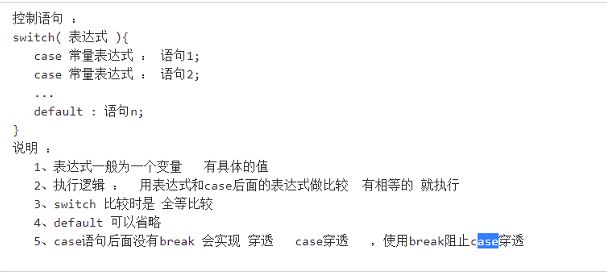 控制语句 :
switch( 表达式 ){
case 常量表达式 : 语句1;
case 常量表达式 : 语句2;
...
default : 语句n;
}
说明 :
1、表达式一般为一个变量 有具体的值
2、执行逻辑 : 用表达式和case后面的表达式做比较 有相等的 就执行
3、switch 比较时是 全等比较
4、default 可以省略
5、case语句后面没有break 会实现 穿透 case穿透 ,使用break阻止case穿透